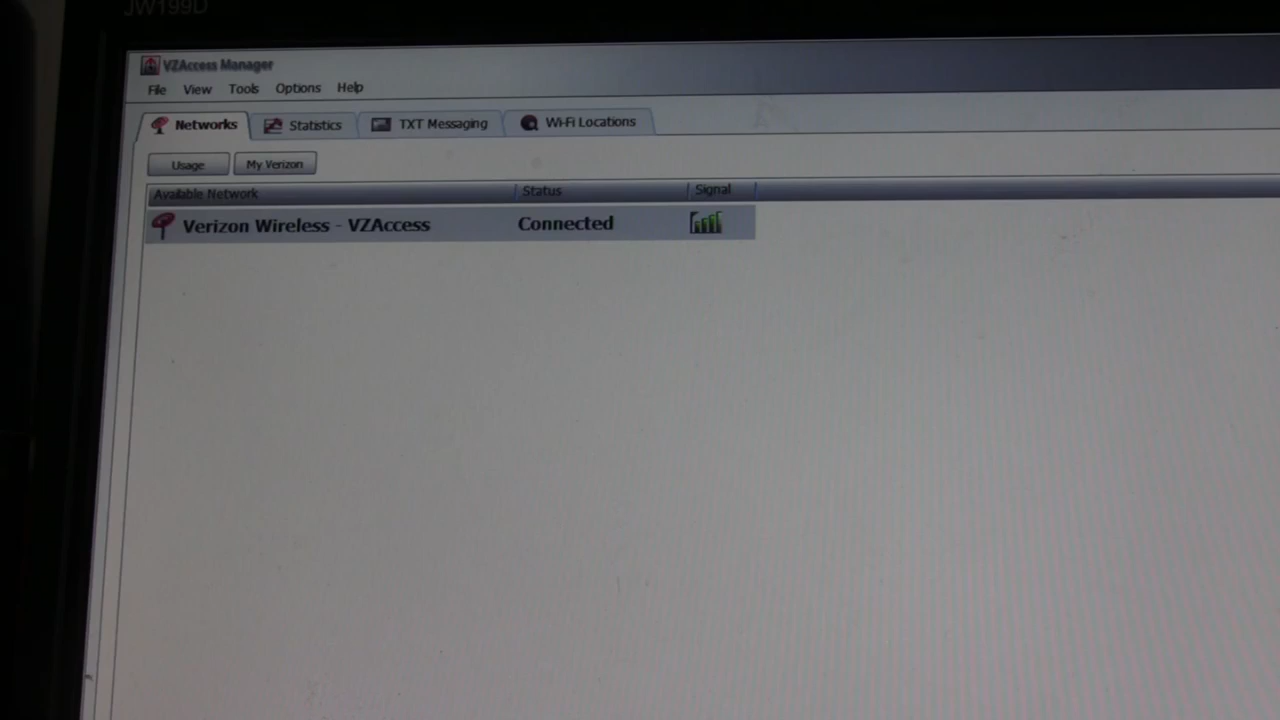 JW199D
VZAccess Manager
File View Tools Options Help
Networks Statistics TXT Messaging Wi-Fi Locations
Usage My Verizon
Available Network Status Signal
Verizon Wireless - VZAccess Connected